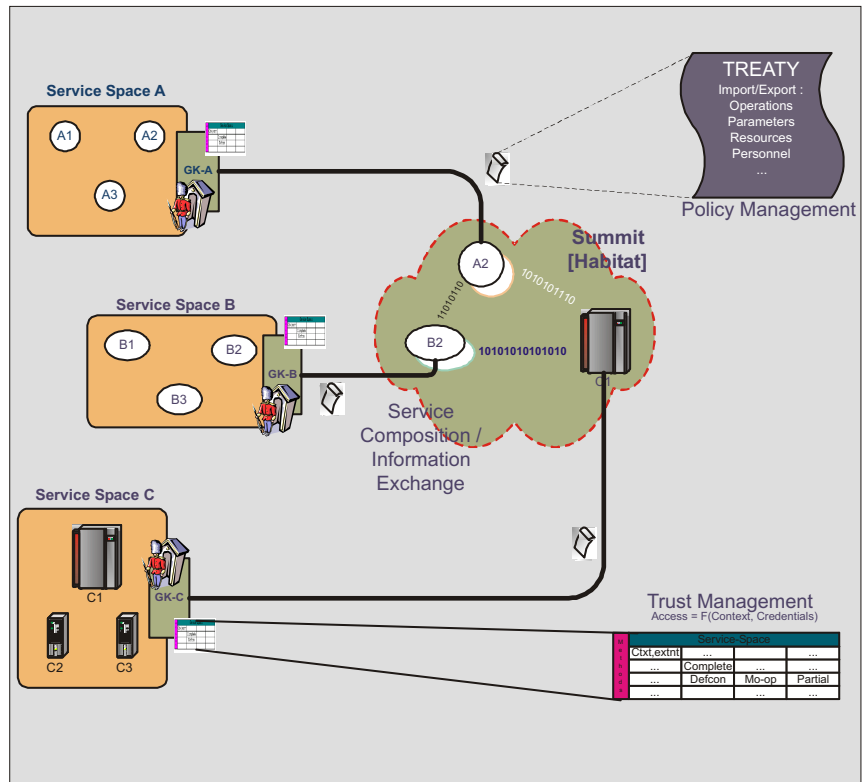 TREATY
Import/Export :
Operations
Parameters
Resources
Personnel
...
Policy Management
Service Space A
A1
A2
A3
GK-A
Summit
[Habitat]
A2
1010101110
11010110
B2
10101010101010
C1
Service Space B
B1
B2
B3
GK-B
Service
Composition /
Information
Exchange
Service Space C
C1
C2
C3
GK-C
Trust Management
Access = F(Context, Credentials)
Service-Space
Ctxt,extnt ... ...
... Complete ... ...
... Defcon Mo-op Partial
... ... ...